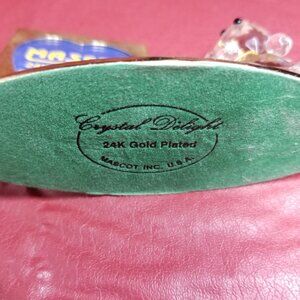 Crystal Delight
24K Gold Plated
MASCOT INC. U.S.A.